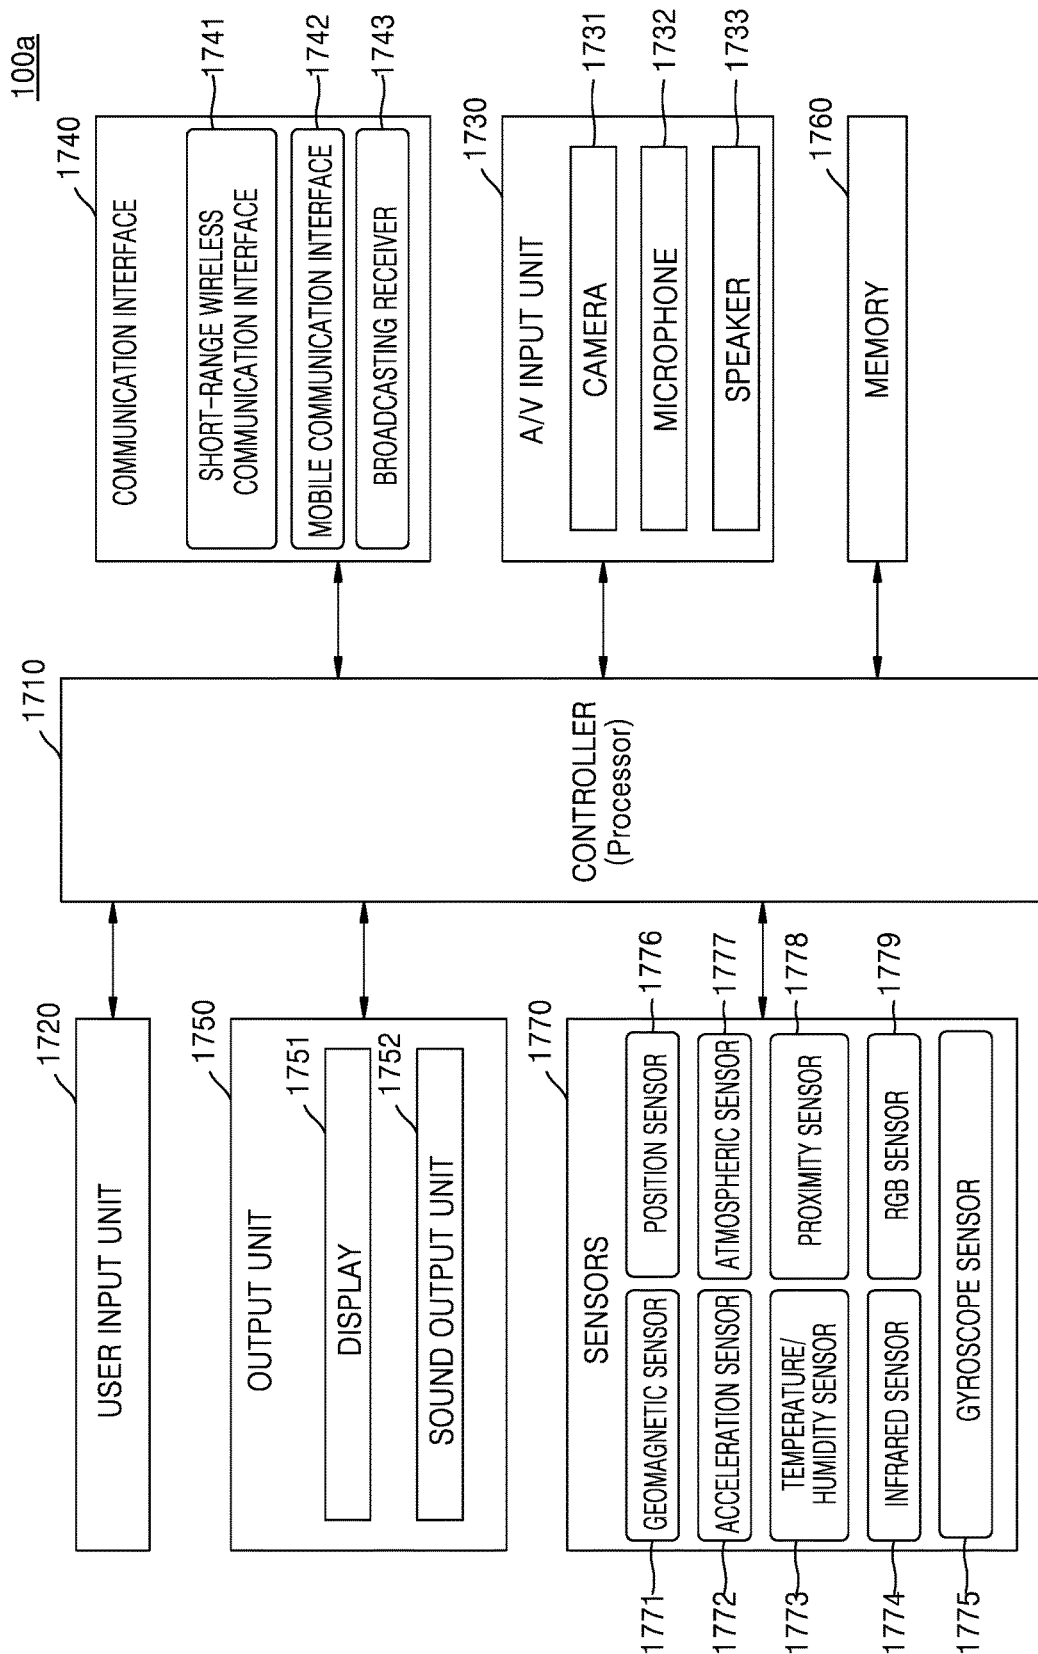 100a
1720
USER INPUT UNIT
1750
OUTPUT UNIT
1751
DISPLAY
1752
SOUND OUTPUT UNIT
1770
SENSORS
1771
GEOMAGNETIC SENSOR
POSITION SENSOR
1776
1772
ACCELERATION SENSOR
ATMOSPHERIC SENSOR
1777
1773
TEMPERATURE/
HUMIDITY SENSOR
PROXIMITY SENSOR
1778
1774
INFRARED SENSOR
RGB SENSOR
1779
1775
GYROSCOPE SENSOR
1710
CONTROLLER
(Processor)
1740
COMMUNICATION INTERFACE
SHORT-RANGE WIRELESS
COMMUNICATION INTERFACE
1741
MOBILE COMMUNICATION INTERFACE
1742
BROADCASTING RECEIVER
1743
1730
A/V INPUT UNIT
CAMERA
1731
MICROPHONE
1732
SPEAKER
1733
1760
MEMORY